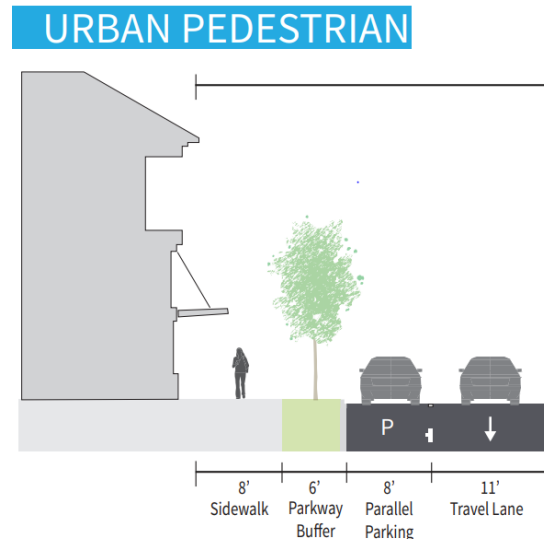 URBAN PEDESTRIAN
P
8’ 6’ 8’ 11’
Sidewalk Parkway Parallel Travel Lane
Buffer Parking